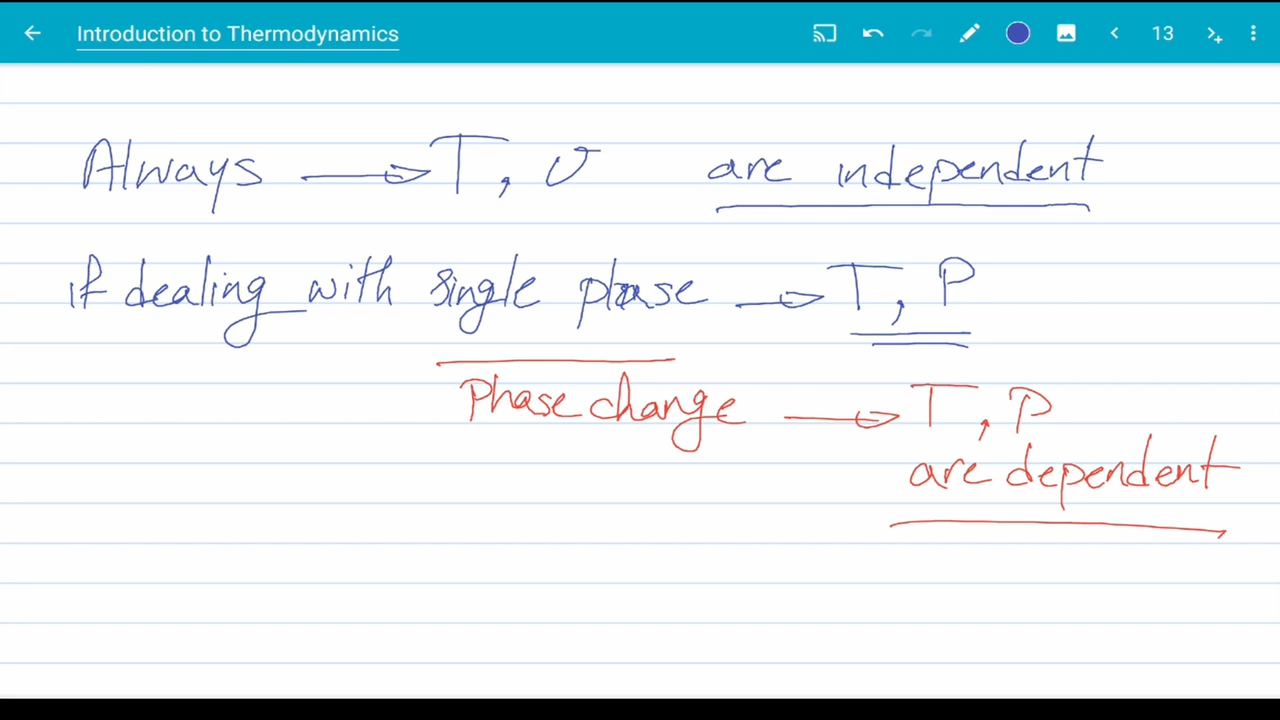 Introduction to Thermodynamics
13
Always → T, υ are independent
if dealing with single phase → T, P
Phase change → T, P
are dependent